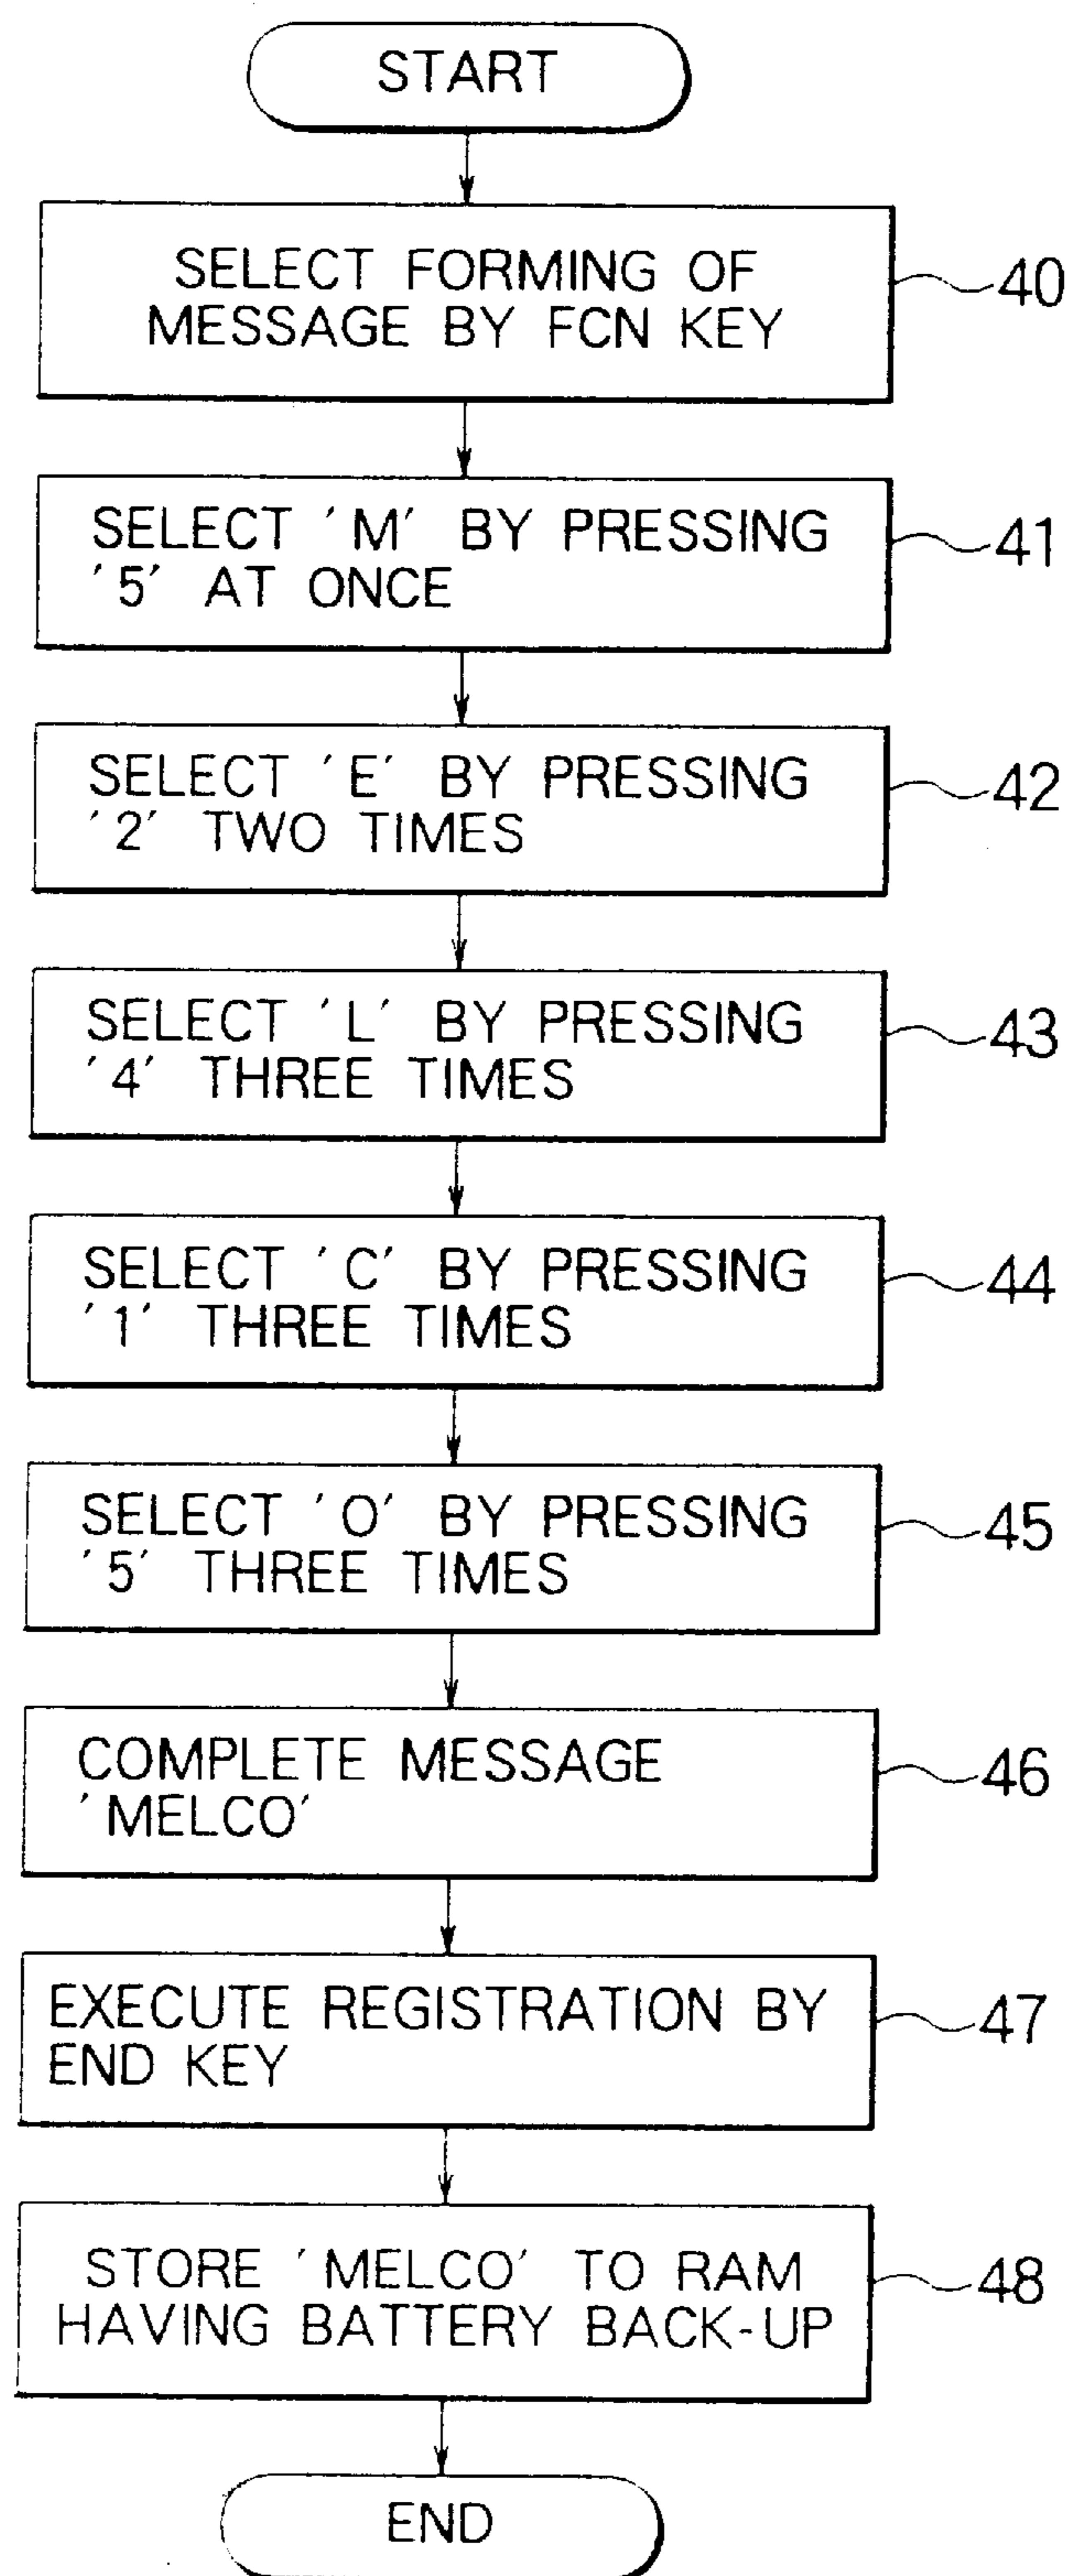 START
SELECT FORMING OF
MESSAGE BY FCN KEY
40
SELECT 'M' BY PRESSING
'5' AT ONCE
41
SELECT 'E' BY PRESSING
'2' TWO TIMES
42
SELECT 'L' BY PRESSING
'4' THREE TIMES
43
SELECT 'C' BY PRESSING
'1' THREE TIMES
44
SELECT 'O' BY PRESSING
'5' THREE TIMES
45
COMPLETE MESSAGE
'MELCO'
46
EXECUTE REGISTRATION BY
END KEY
47
STORE 'MELCO' TO RAM
HAVING BATTERY BACK-UP
48
END